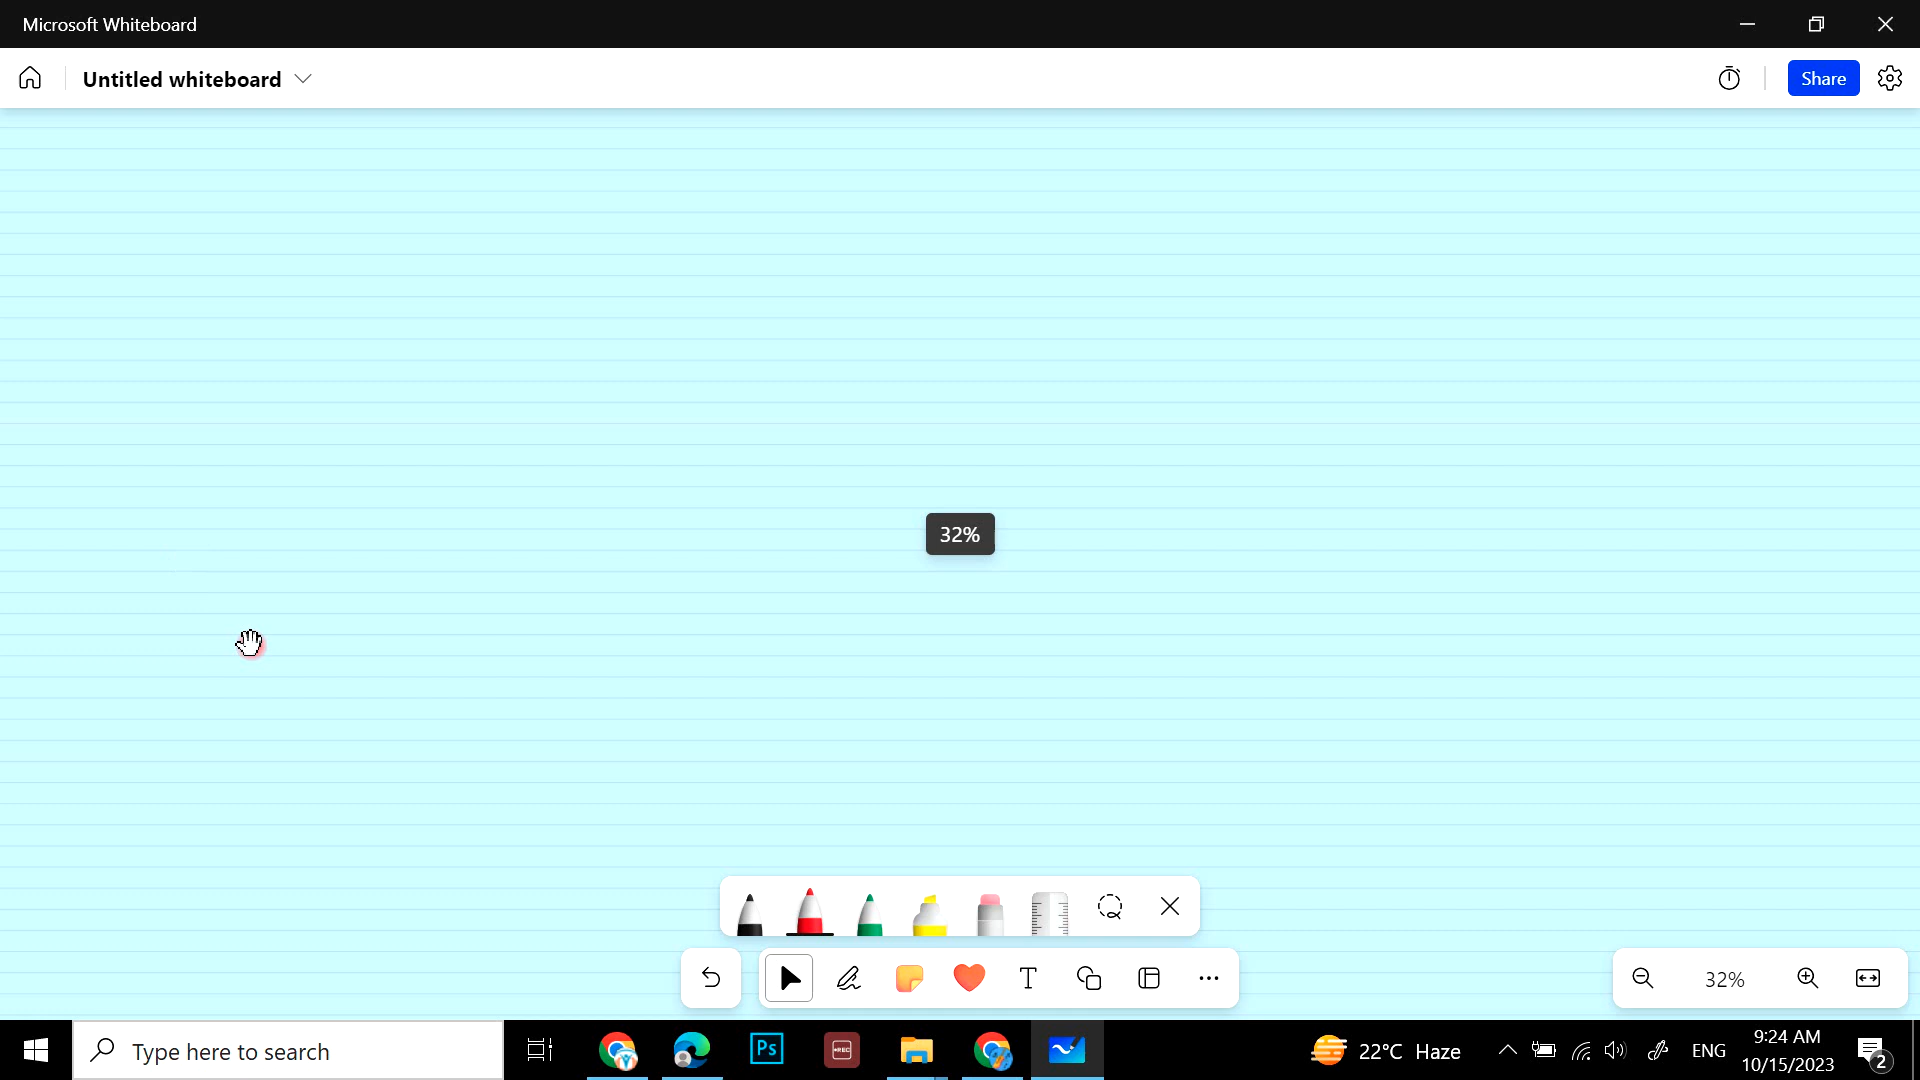 Microsoft Whiteboard
Untitled whiteboard
Share
32%
32%
Type here to search
Ps
REC
22°C Haze
ENG
9:24 AM
10/15/2023
2